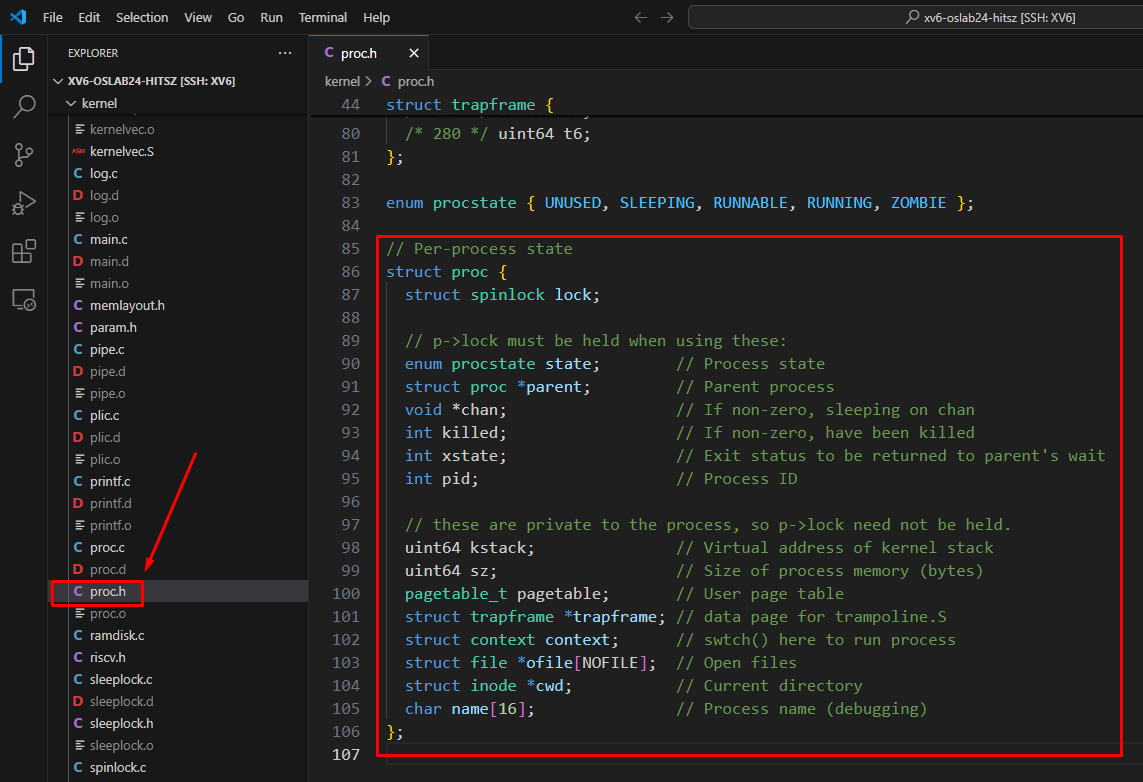 File Edit Selection View Go Run Terminal Help
xv6-oslab24-hitsz [SSH: XV6]
EXPLORER
XV6-OSLAB24-HITSZ [SSH: XV6]
kernel
kernelvec.o
ASM kernelvec.S
C log.c
D log.d
log.o
C main.c
D main.d
main.o
C memlayout.h
C param.h
C pipe.c
D pipe.d
pipe.o
C plic.c
D plic.d
plic.o
C printf.c
D printf.d
printf.o
C proc.c
D proc.d
C proc.h
proc.o
C ramdisk.c
C riscv.h
C sleeplock.c
D sleeplock.d
C sleeplock.h
sleeplock.o
C spinlock.c
C proc.h
kernel > C proc.h
44 struct trapframe {
80 /* 280 */ uint64 t6;
81 };
82
83 enum procstate { UNUSED, SLEEPING, RUNNABLE, RUNNING, ZOMBIE };
84
85 // Per-process state
86 struct proc {
87 struct spinlock lock;
88
89 // p->lock must be held when using these:
90 enum procstate state; // Process state
91 struct proc *parent; // Parent process
92 void *chan; // If non-zero, sleeping on chan
93 int killed; // If non-zero, have been killed
94 int xstate; // Exit status to be returned to parent's wait
95 int pid; // Process ID
96
97 // these are private to the process, so p->lock need not be held.
98 uint64 kstack; // Virtual address of kernel stack
99 uint64 sz; // Size of process memory (bytes)
100 pagetable_t pagetable; // User page table
101 struct trapframe *trapframe; // data page for trampoline.S
102 struct context context; // swtch() here to run process
103 struct file *ofile[NOFILE]; // Open files
104 struct inode *cwd; // Current directory
105 char name[16]; // Process name (debugging)
106 };
107